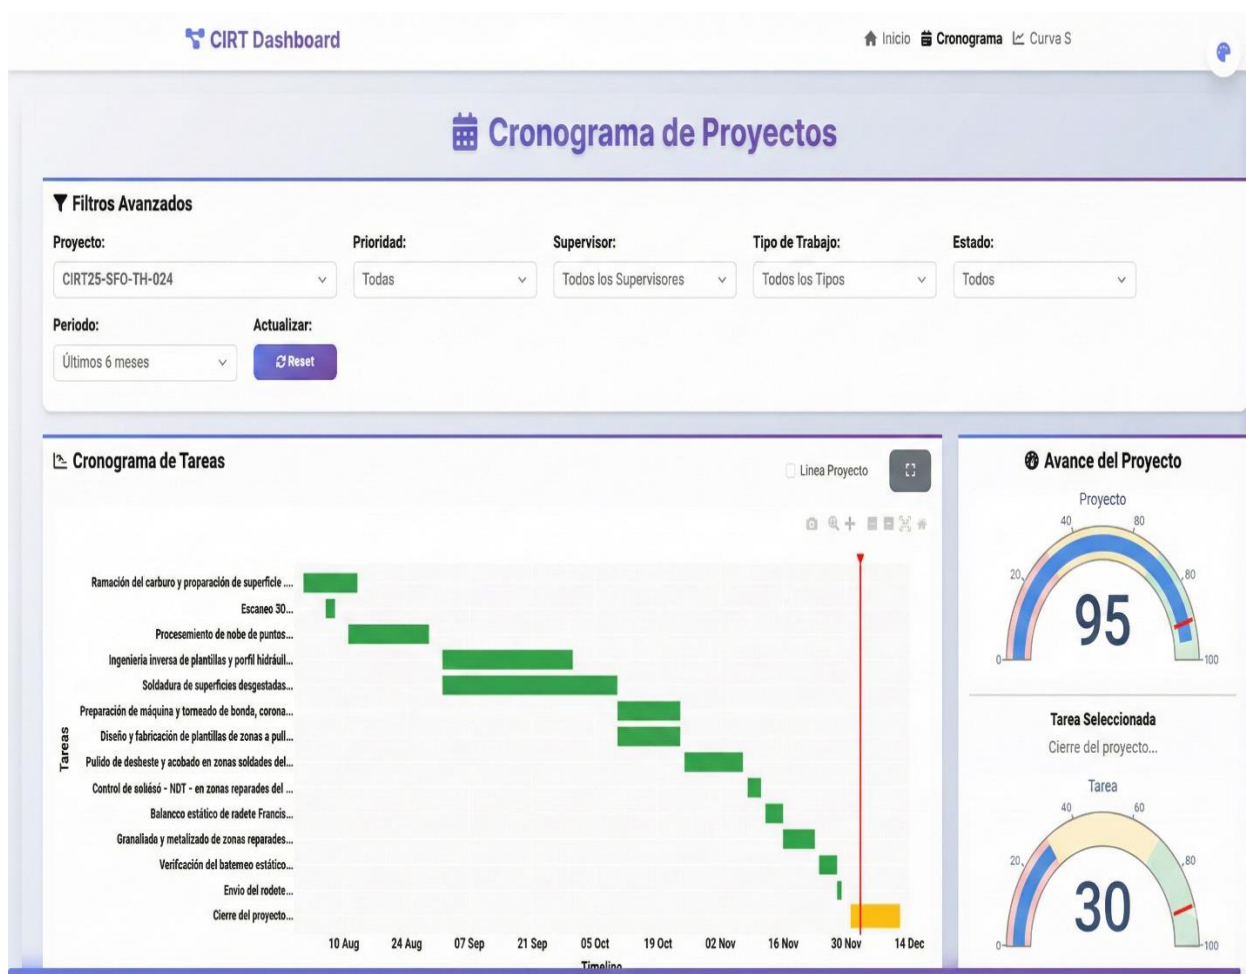 CIRT Dashboard
Inicio Cronograma Curva S
Cronograma de Proyectos
Filtros Avanzados
Proyecto: Prioridad: Supervisor: Tipo de Trabajo: Estado:
CIRT25-SFO-TH-024 Todas Todos los Supervisores Todos los Tipos Todos
Periodo: Actualizar:
Últimos 6 meses Reset
Cronograma de Tareas
Linea Proyecto
Tareas
Ramación del carburo y proparación de superficle ....
Escaneo 30...
Procesemiento de nobe de puntos...
Ingenieria inversa de plantillas y porfil hidráuil...
Soldadura de superficies desgestadas...
Preparación de máquina y tomeado de bonda, corona...
Diseño y fabricación de plantillas de zonas a pull...
Pulido de desbeste y acobado en zonas soldades del...
Control de soliésó - NDT - en zonas reparades del ...
Balancco estático de radete Francis...
Granaliado y metalizado de zonas reparades...
Verifcación del batemeo estático...
Envio del rodete...
Cierre del proyecto...
10 Aug 24 Aug 07 Sep 21 Sep 05 Oct 19 Oct 02 Nov 16 Nov 30 Nov 14 Dec
Timeline
Avance del Proyecto
Proyecto
0 20 40 80 80 100
95
Tarea Seleccionada
Cierre del proyecto...
Tarea
0 20 40 60 80 100
30